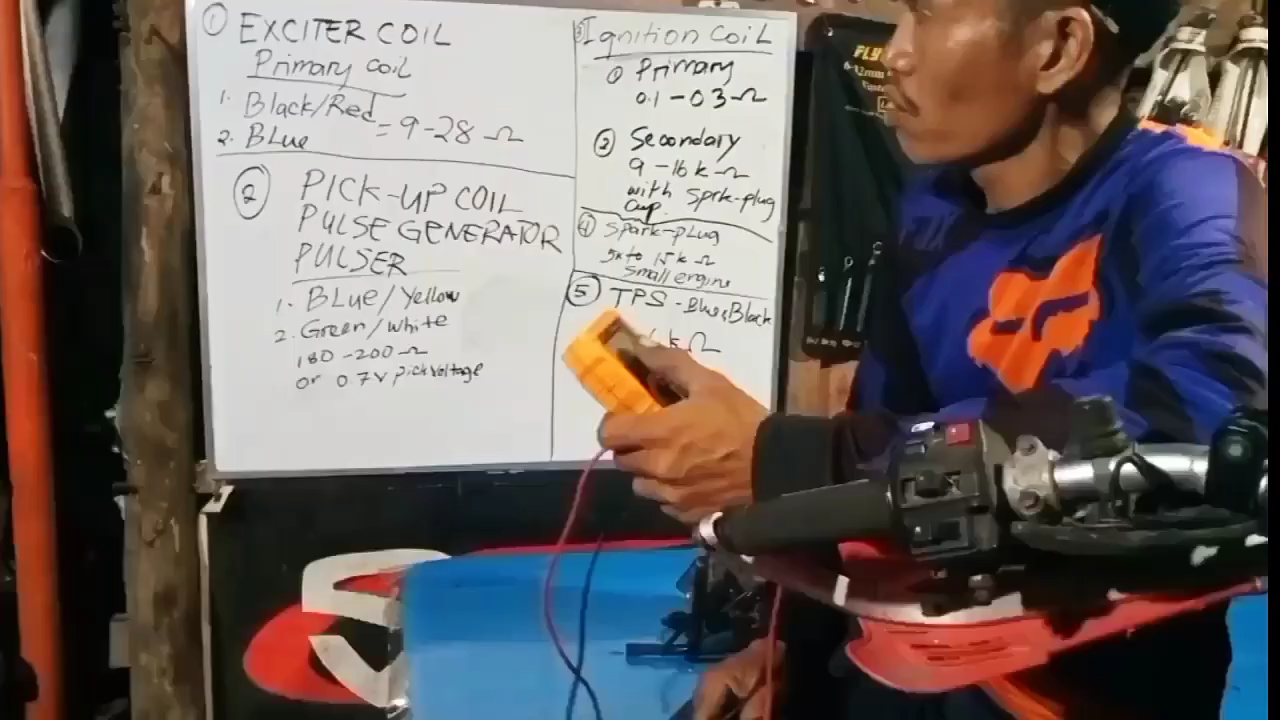 ① EXCITER COIL
Primary coil
1. Black/Red
2. BLue
= 9-28 Ω
② PICK-UP COIL
PULSE GENERATOR
PULSER
1. BLue/Yellow
2. Green/white
180-200 Ω
or 0.7v pickvoltage
③ Ignition CoiL
① Primary
0.1-0.3 Ω
② Secondary
9-16k Ω
with Sprk-plug
Cap.
④ Spark-pLug
5k to 15k Ω
Small engine
⑤ TPS - Blue & Black
k Ω
FLY